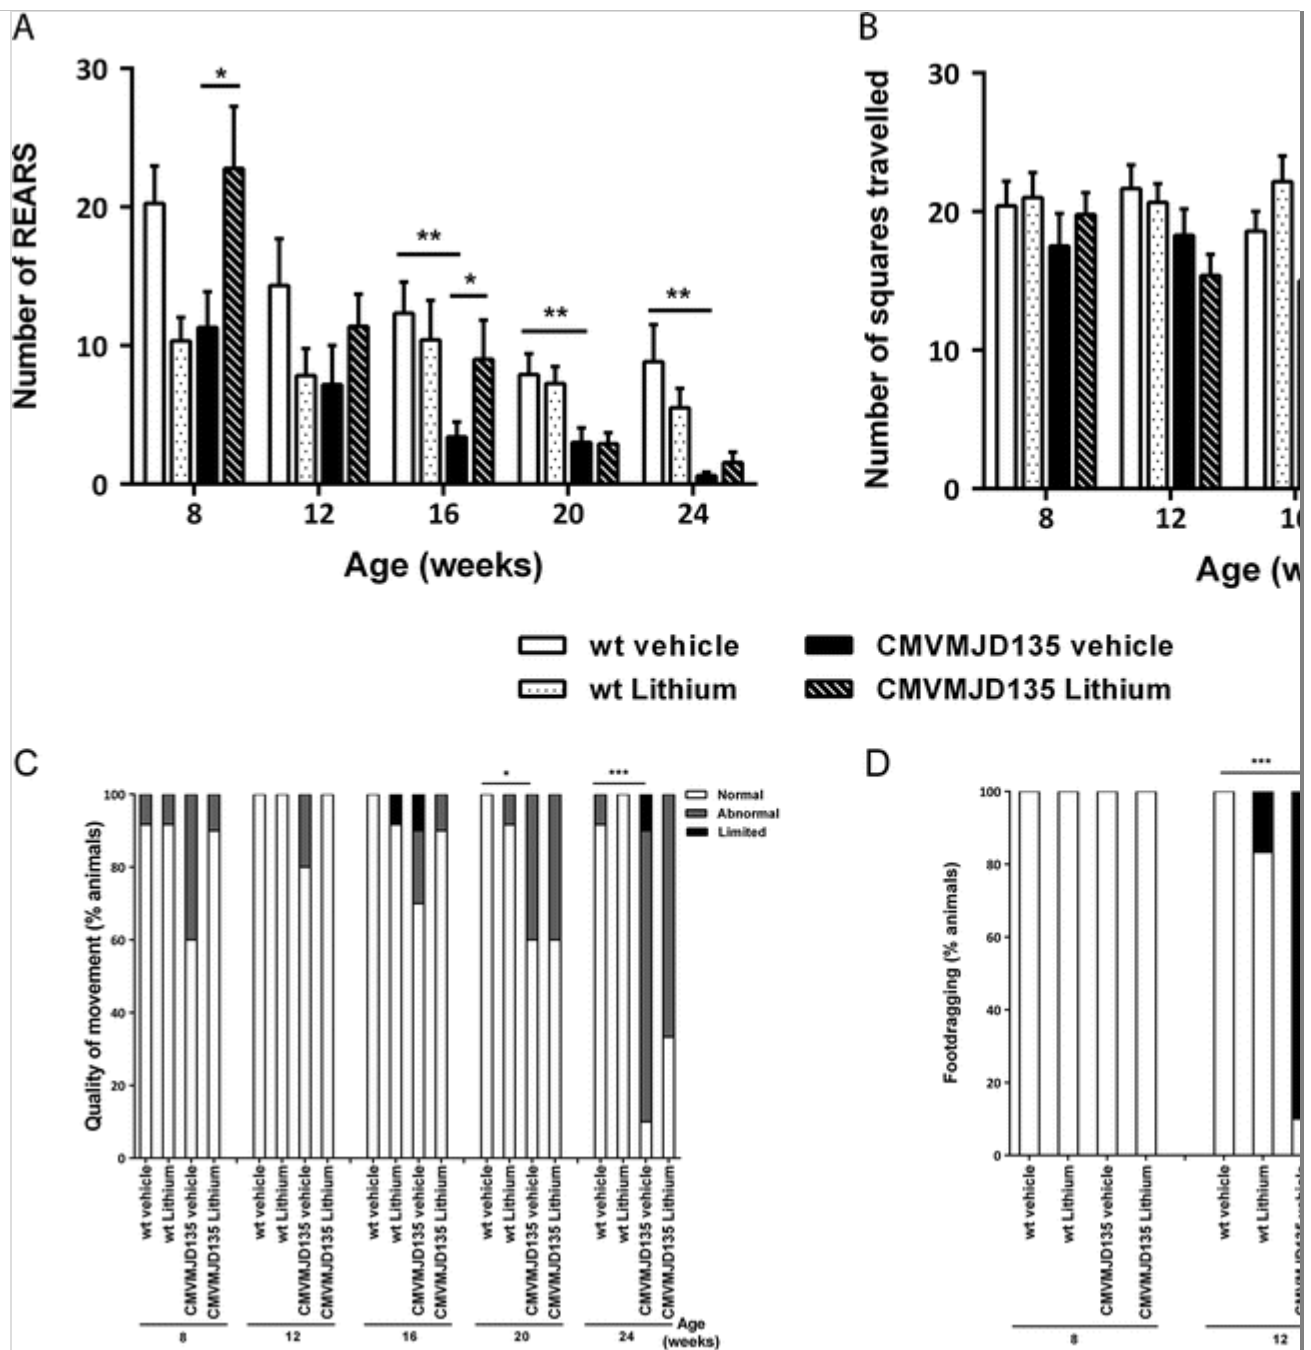 A
B
30
20
10
0
Number of REARS
*
**
*
**
**
8 12 16 20 24
Age (weeks)
30
20
10
0
Number of squares travelled
8 12
Age (w
wt vehicle
CMVMJD135 vehicle
wt Lithium
CMVMJD135 Lithium
C
D
*
***
Normal
Abnormal
Limited
100
80
60
40
20
0
Quality of movement (% animals)
wt vehicle
wt Lithium
CMVMJD135 vehicle
CMVMJD135 Lithium
wt vehicle
wt Lithium
CMVMJD135 vehicle
CMVMJD135 Lithium
wt vehicle
wt Lithium
CMVMJD135 vehicle
CMVMJD135 Lithium
wt vehicle
wt Lithium
CMVMJD135 vehicle
CMVMJD135 Lithium
wt vehicle
wt Lithium
CMVMJD135 vehicle
CMVMJD135 Lithium
8 12 16 20 24
Age
(weeks)
***
100
80
60
40
20
0
Footdragging (% animals)
wt vehicle
wt Lithium
CMVMJD135 vehicle
CMVMJD135 Lithium
wt vehicle
wt Lithium
8 12